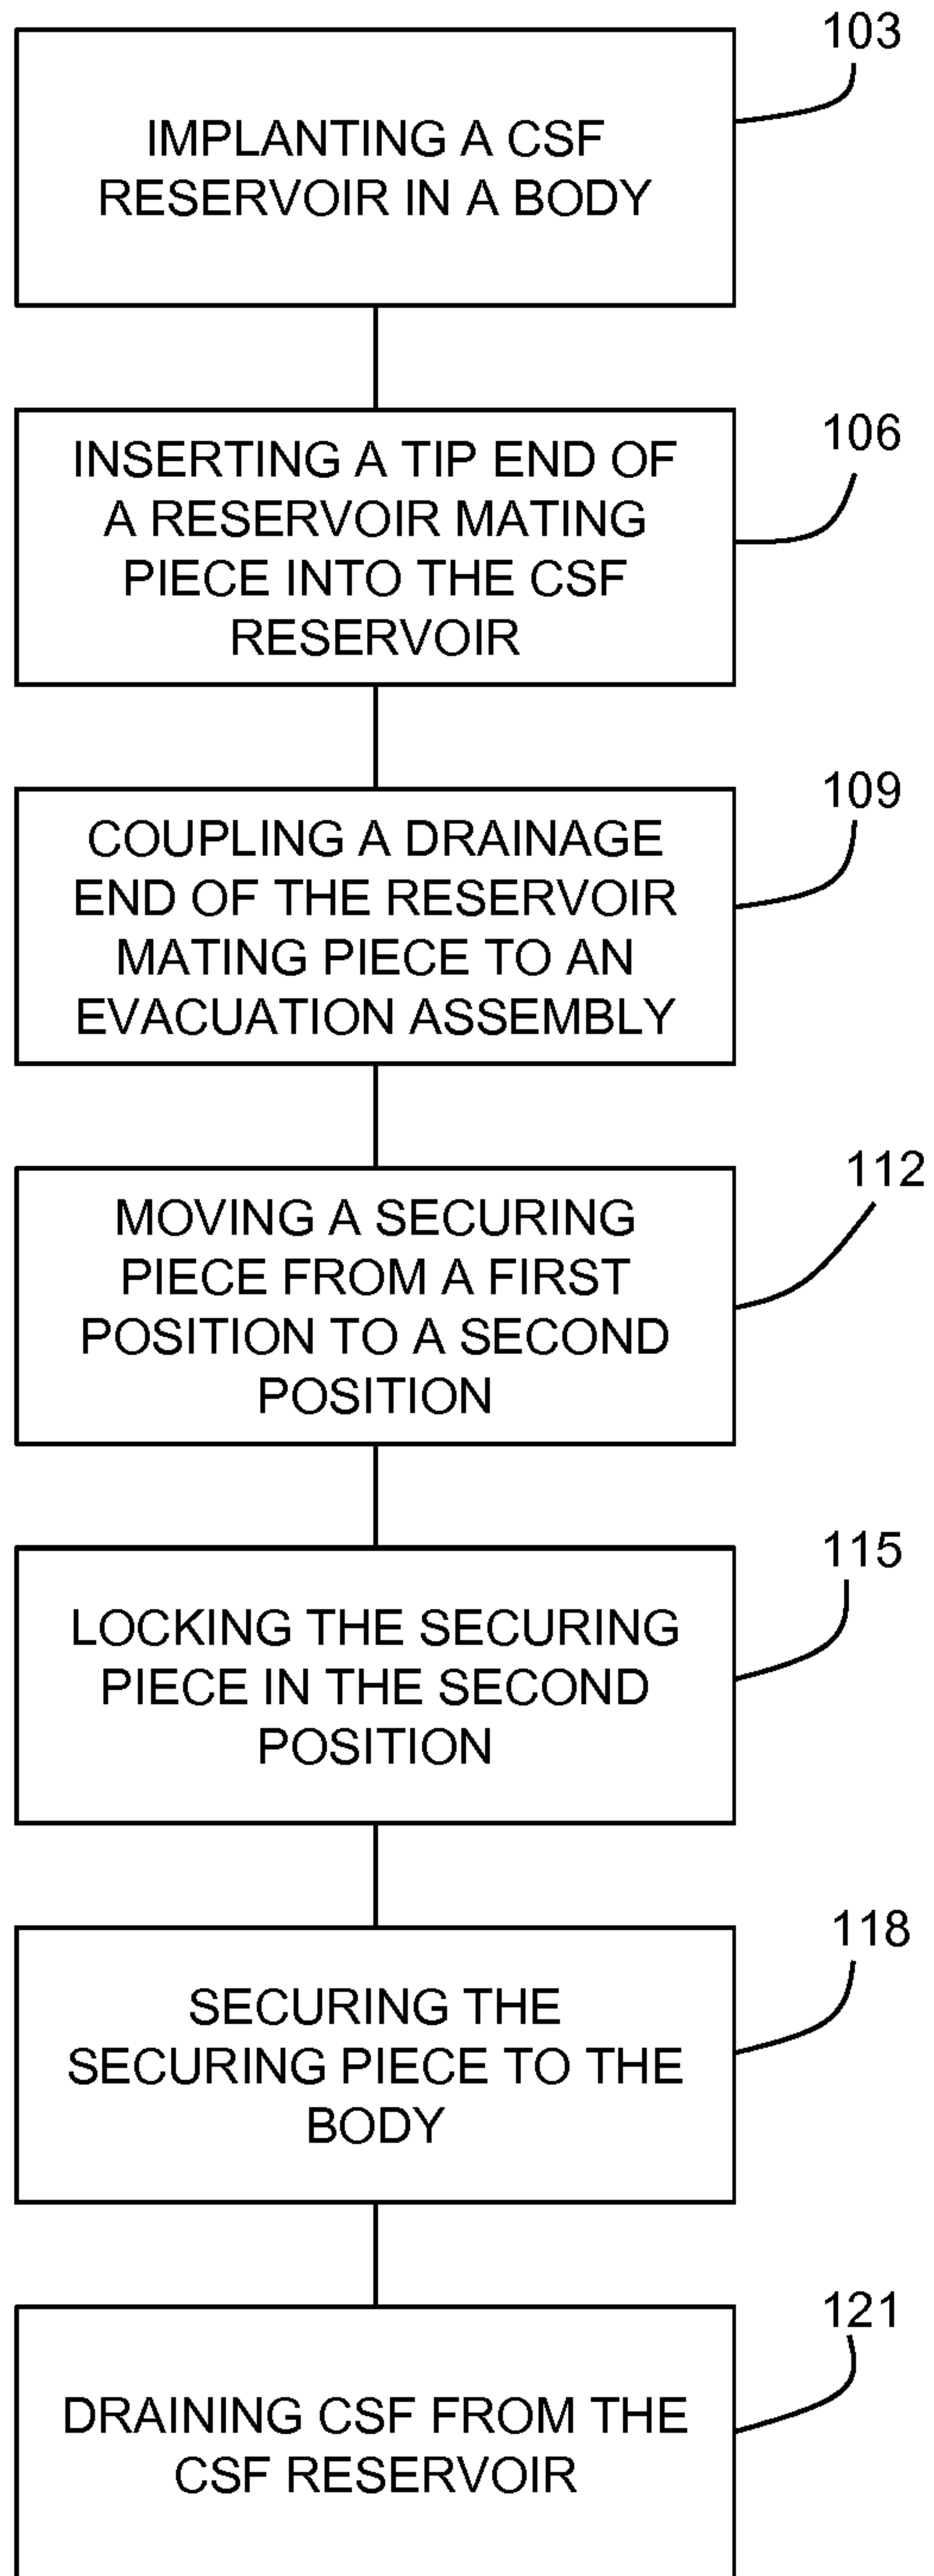 103
IMPLANTING A CSF
RESERVOIR IN A BODY
106
INSERTING A TIP END OF
A RESERVOIR MATING
PIECE INTO THE CSF
RESERVOIR
109
COUPLING A DRAINAGE
END OF THE RESERVOIR
MATING PIECE TO AN
EVACUATION ASSEMBLY
112
MOVING A SECURING
PIECE FROM A FIRST
POSITION TO A SECOND
POSITION
115
LOCKING THE SECURING
PIECE IN THE SECOND
POSITION
118
SECURING THE
SECURING PIECE TO THE
BODY
121
DRAINING CSF FROM THE
CSF RESERVOIR